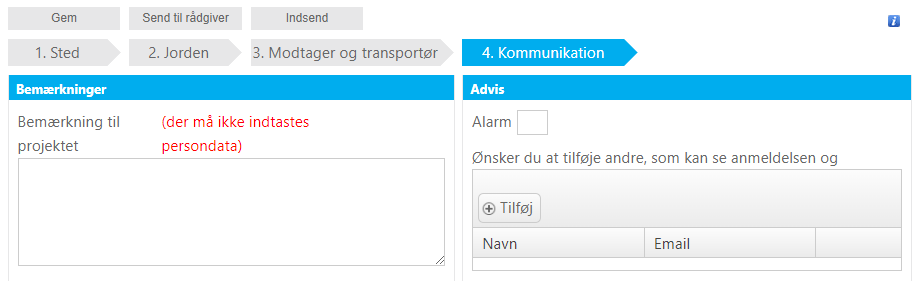 Gem Send til rådgiver Indsend
1. Sted 2. Jorden 3. Modtager og transportør 4. Kommunikation
Bemærkninger
Bemærkning til projektet
(der må ikke indtastes persondata)
Advis
Alarm
Ønsker du at tilføje andre, som kan se anmeldelsen og
Tilføj
Navn Email